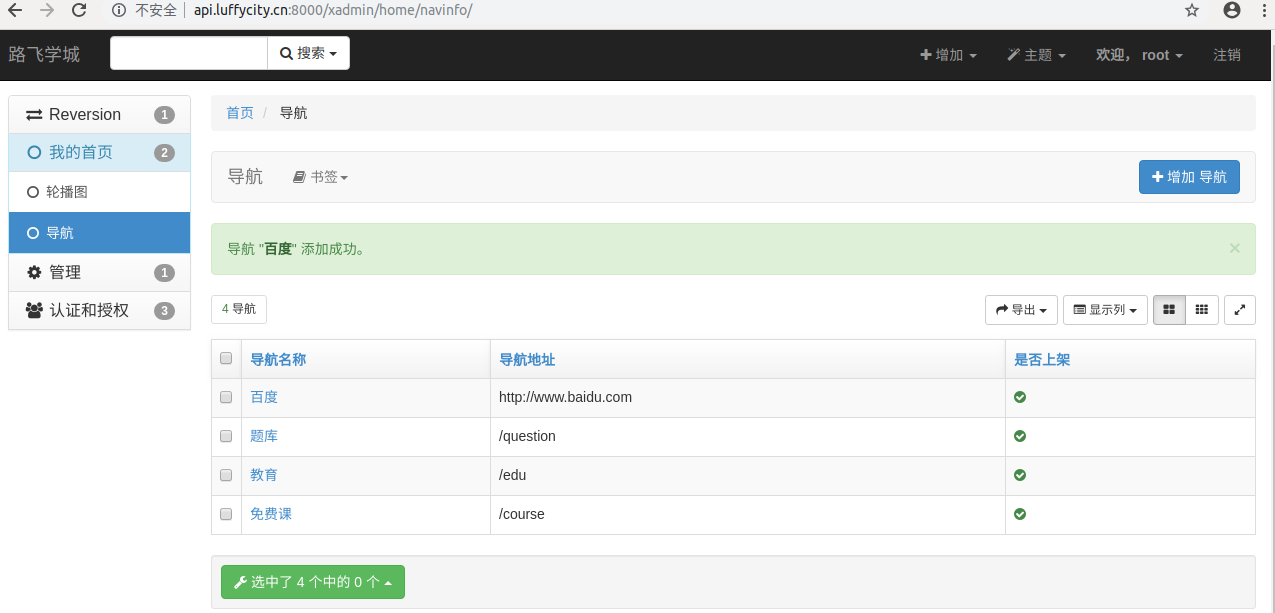 不安全 api.luffycity.cn:8000/xadmin/home/navinfo/
路飞学城 搜索 增加 主题 欢迎， root 注销
Reversion 1
我的首页 2
轮播图
导航
管理 1
认证和授权 3
首页 / 导航
导航 书签 增加 导航
导航 "百度" 添加成功。 ×
4 导航 导出 显示列
导航名称 导航地址 是否上架
百度 http://www.baidu.com
题库 /question
教育 /edu
免费课 /course
选中了 4 个中的 0 个